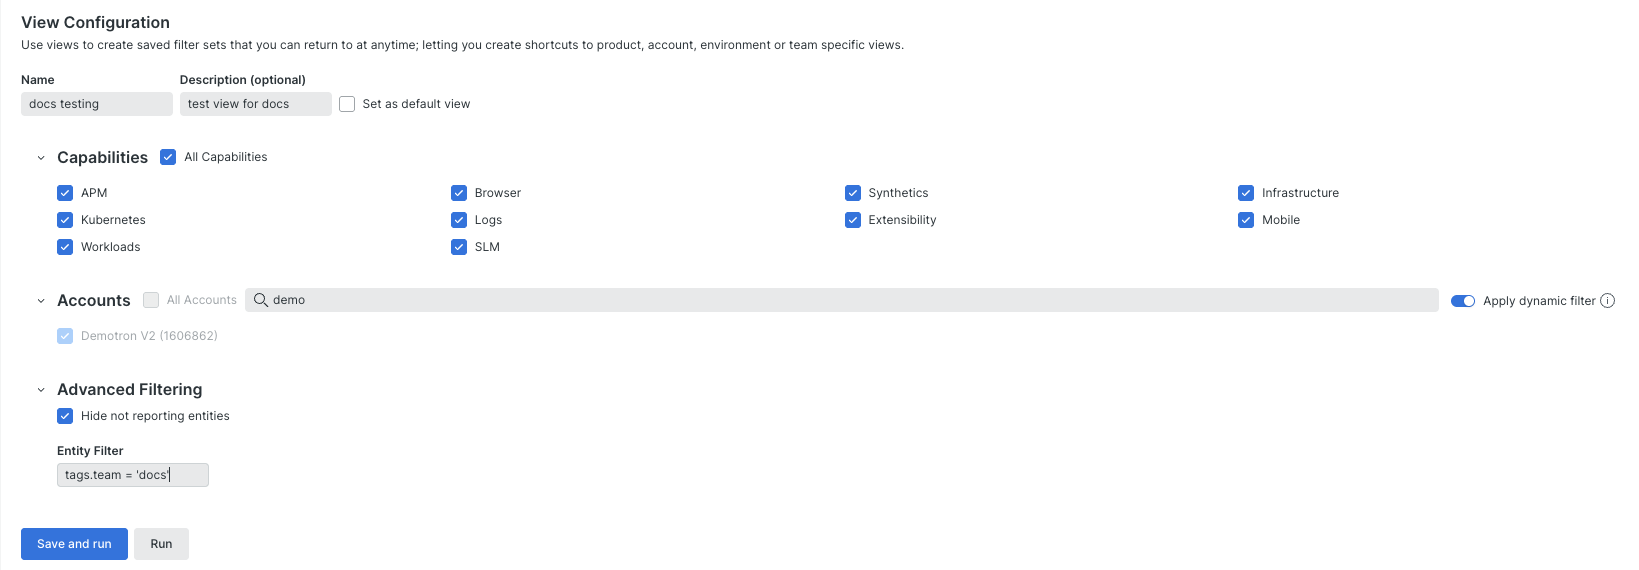 View Configuration
Use views to create saved filter sets that you can return to at anytime; letting you create shortcuts to product, account, environment or team specific views.
Name Description (optional)
docs testing test view for docs Set as default view
Capabilities All Capabilities
APM Browser Synthetics Infrastructure
Kubernetes Logs Extensibility Mobile
Workloads SLM
Accounts All Accounts demo Apply dynamic filter
Demotron V2 (1606862)
Advanced Filtering
Hide not reporting entities
Entity Filter
tags.team = 'docs'
Save and run Run